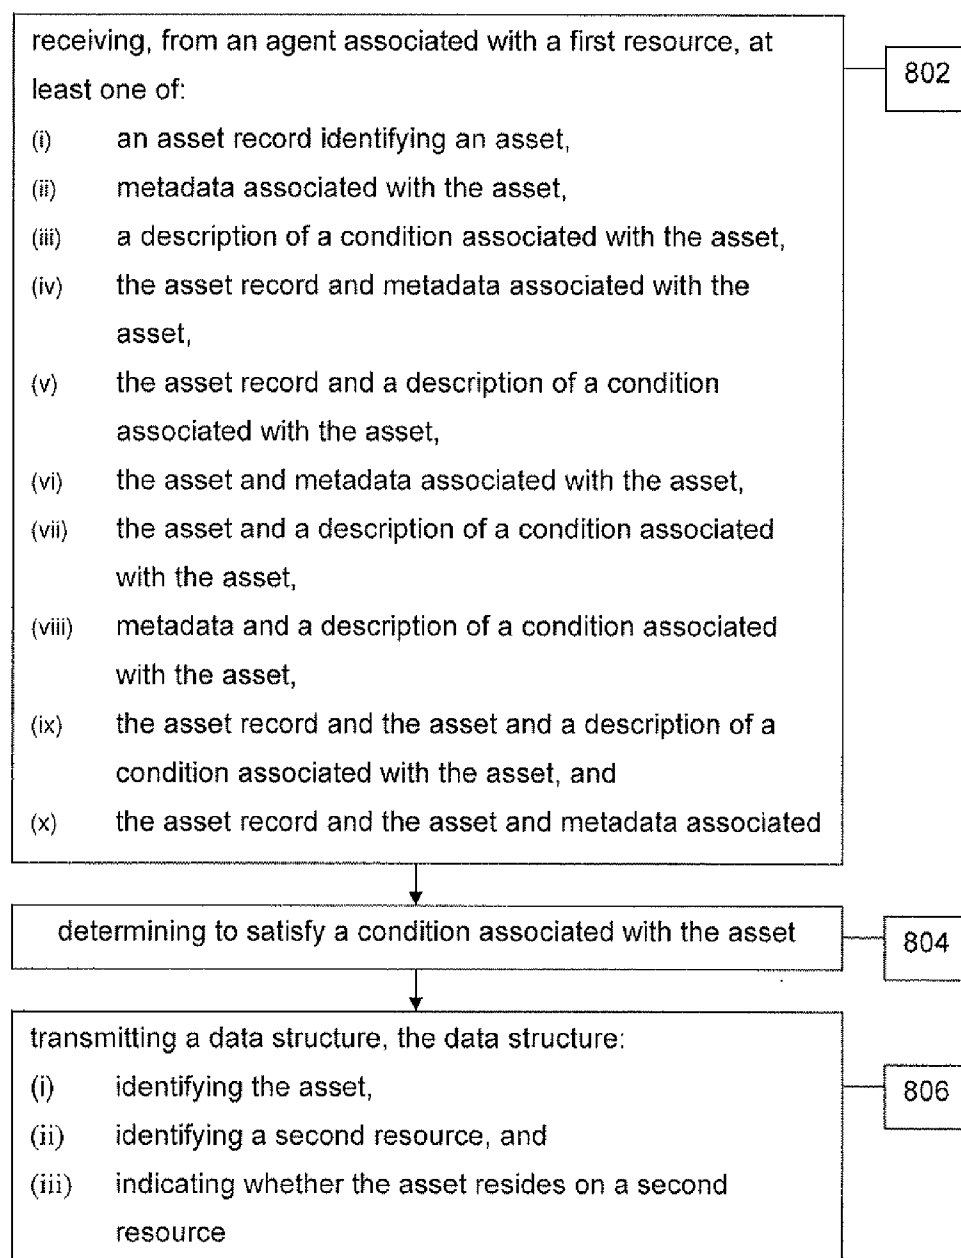 receiving, from an agent associated with a first resource, at
802
least one of:
(i) an asset record identifying an asset,
(ii) metadata associated with the asset,
(iii) a description of a condition associated with the asset,
(iv) the asset record and metadata associated with the
asset,
(v) the asset record and a description of a condition
associated with the asset,
(vi) the asset and metadata associated with the asset,
(vii) the asset and a description of a condition associated
with the asset,
(viii) metadata and a description of a condition associated
with the asset,
(ix) the asset record and the asset and a description of a
condition associated with the asset, and
(x) the asset record and the asset and metadata associated
determining to satisfy a condition associated with the asset
804
transmitting a data structure, the data structure:
(i) identifying the asset,
806
(ii) identifying a second resource, and
(iii) indicating whether the asset resides on a second
resource